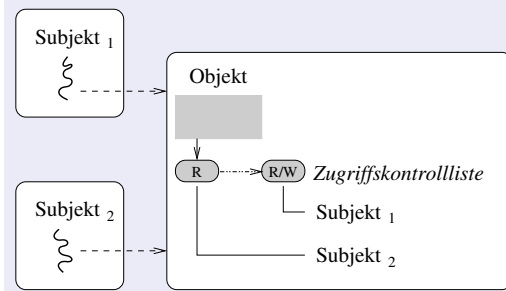 Subjekt 1
Objekt
R R/W Zugriffskontrollliste
Subjekt 2
Subjekt 1
Subjekt 2